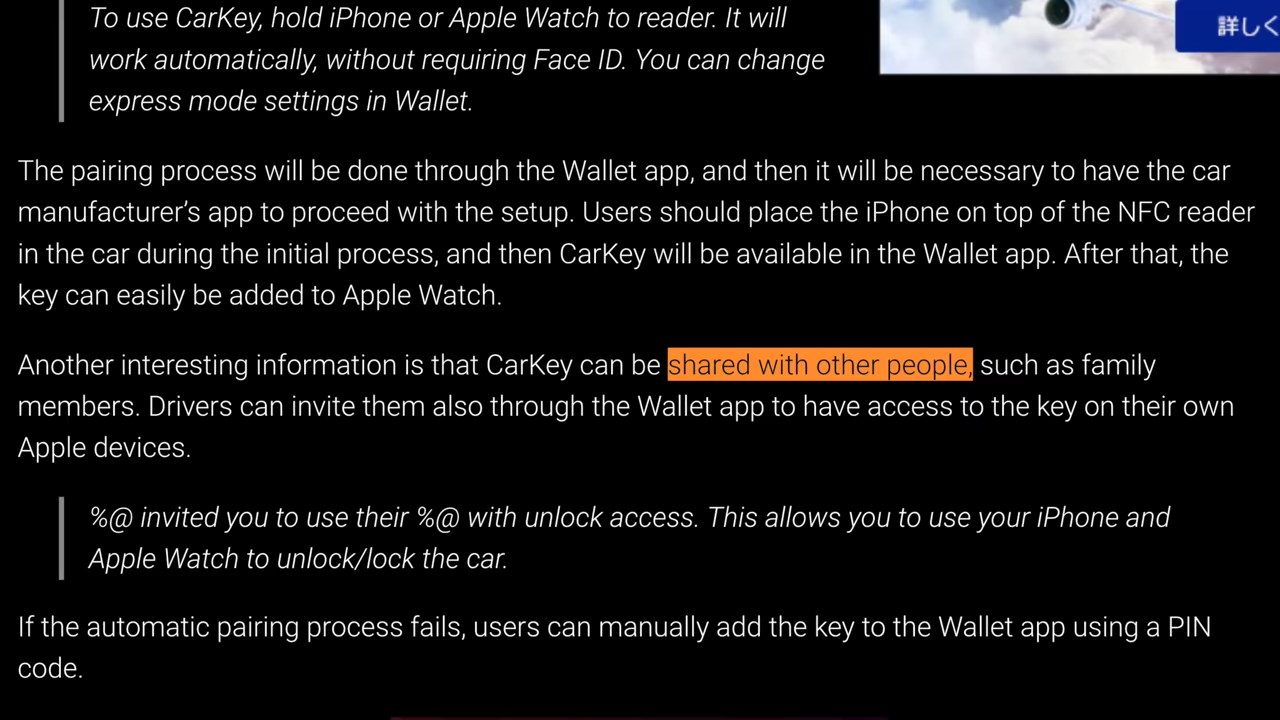 To use CarKey, hold iPhone or Apple Watch to reader. It will
work automatically, without requiring Face ID. You can change
express mode settings in Wallet.
詳しく
The pairing process will be done through the Wallet app, and then it will be necessary to have the car
manufacturer’s app to proceed with the setup. Users should place the iPhone on top of the NFC reader
in the car during the initial process, and then CarKey will be available in the Wallet app. After that, the
key can easily be added to Apple Watch.
Another interesting information is that CarKey can be shared with other people, such as family
members. Drivers can invite them also through the Wallet app to have access to the key on their own
Apple devices.
%@ invited you to use their %@ with unlock access. This allows you to use your iPhone and
Apple Watch to unlock/lock the car.
If the automatic pairing process fails, users can manually add the key to the Wallet app using a PIN
code.